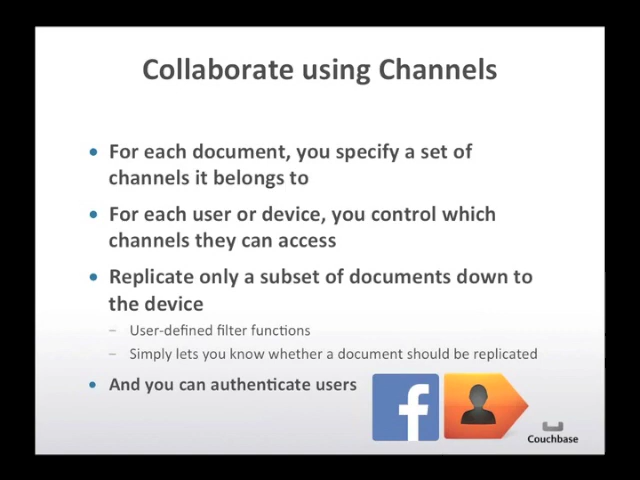 Collaborate using Channels
• For each document, you specify a set of
channels it belongs to
• For each user or device, you control which
channels they can access
• Replicate only a subset of documents down to
the device
– User-defined filter functions
– Simply lets you know whether a document should be replicated
• And you can authenticate users
f
Couchbase